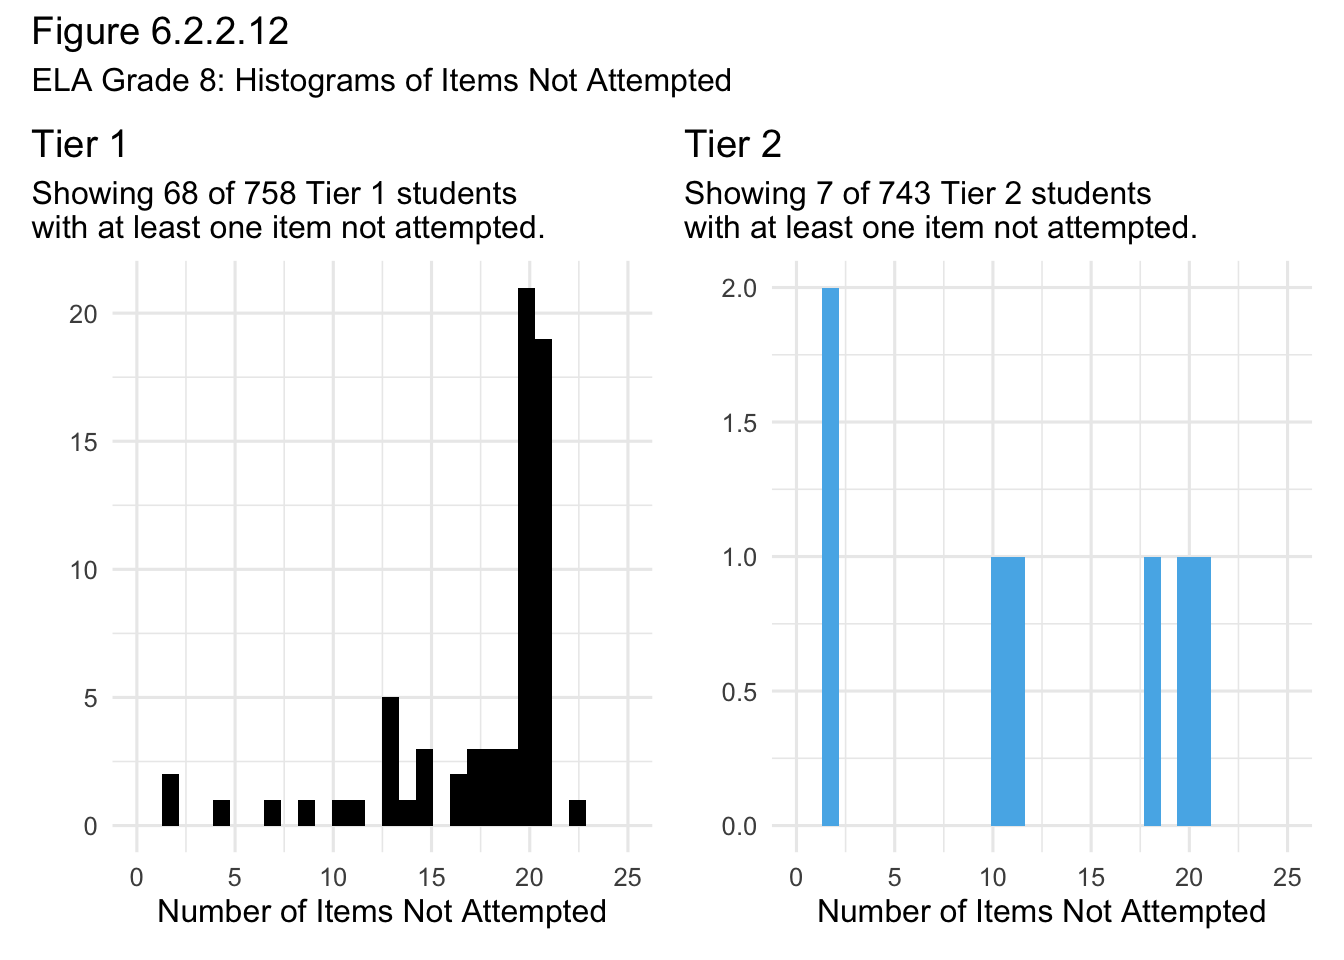 Figure 6.2.2.12
ELA Grade 8: Histograms of Items Not Attempted
Tier 1
Showing 68 of 758 Tier 1 students
with at least one item not attempted.
20
15
10
5
0
0 5 10 15 20 25
Number of Items Not Attempted
Tier 2
Showing 7 of 743 Tier 2 students
with at least one item not attempted.
2.0
1.5
1.0
0.5
0.0
0 5 10 15 20 25
Number of Items Not Attempted